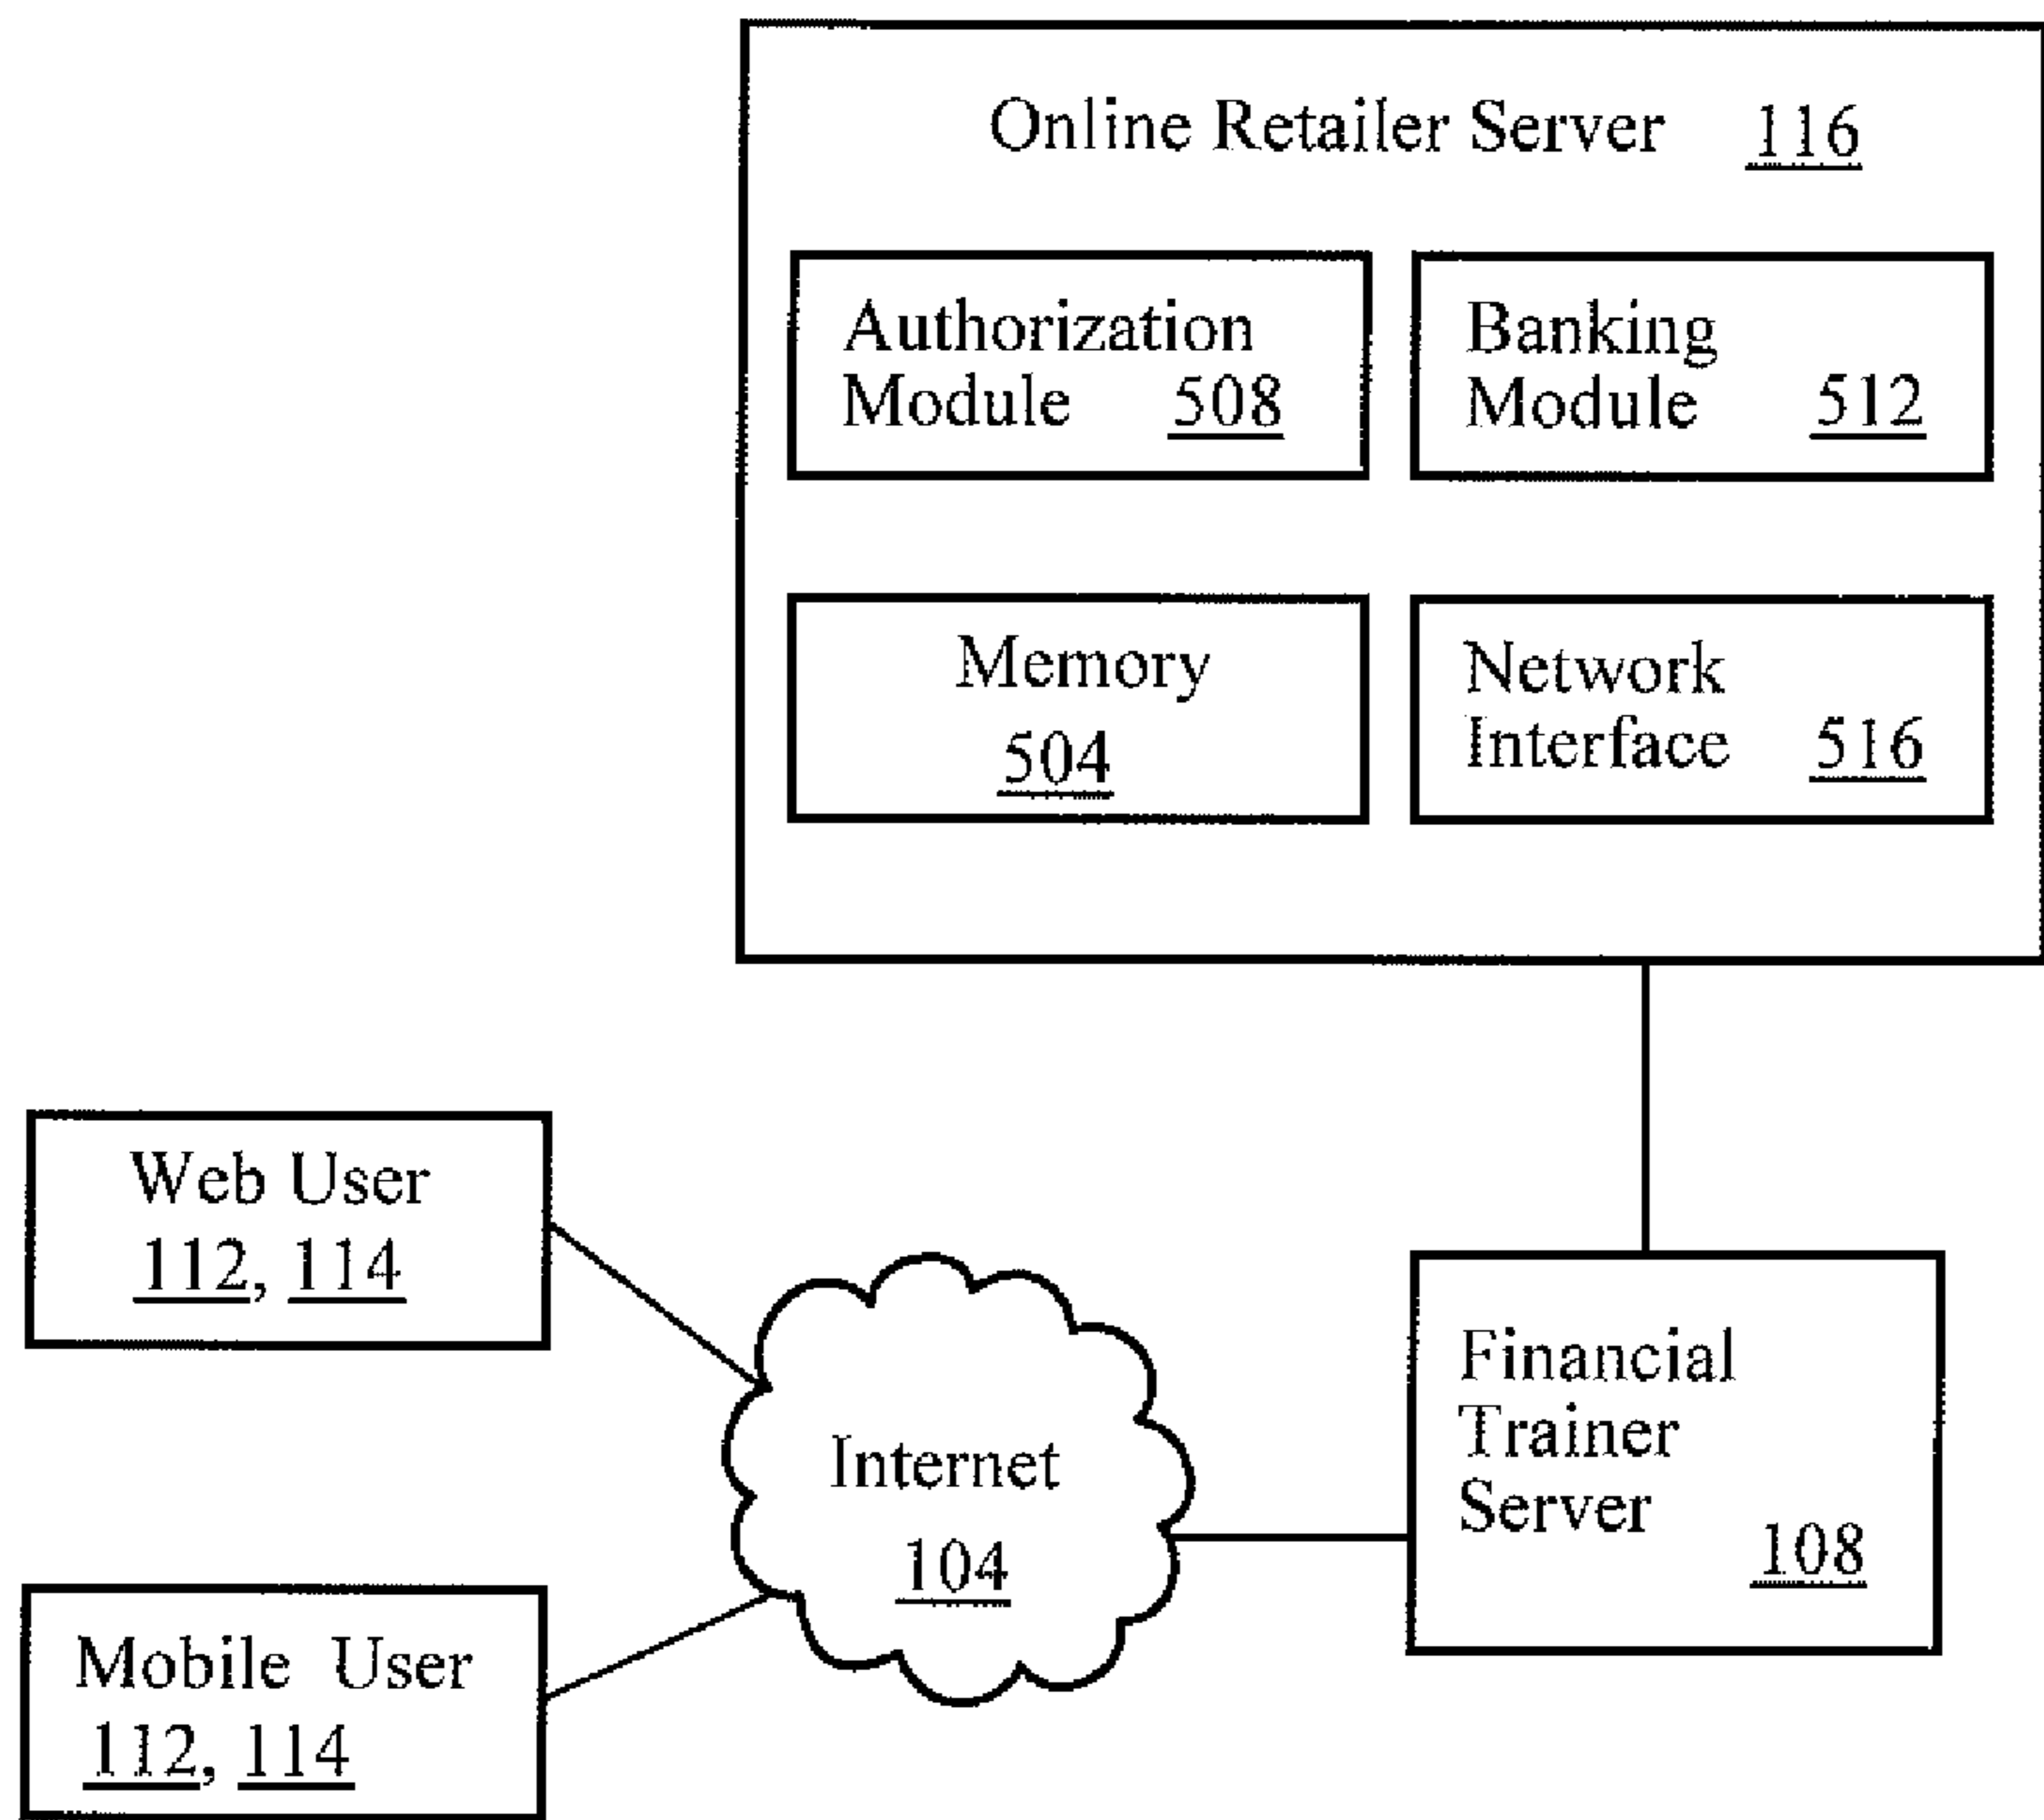 Online Retailer Server 116
Authorization
Module 508
Banking
Module 512
Memory
504
Network
Interface 516
Web User
112, 114
Internet
104
Financial
Trainer
Server
108
Mobile User
112, 114